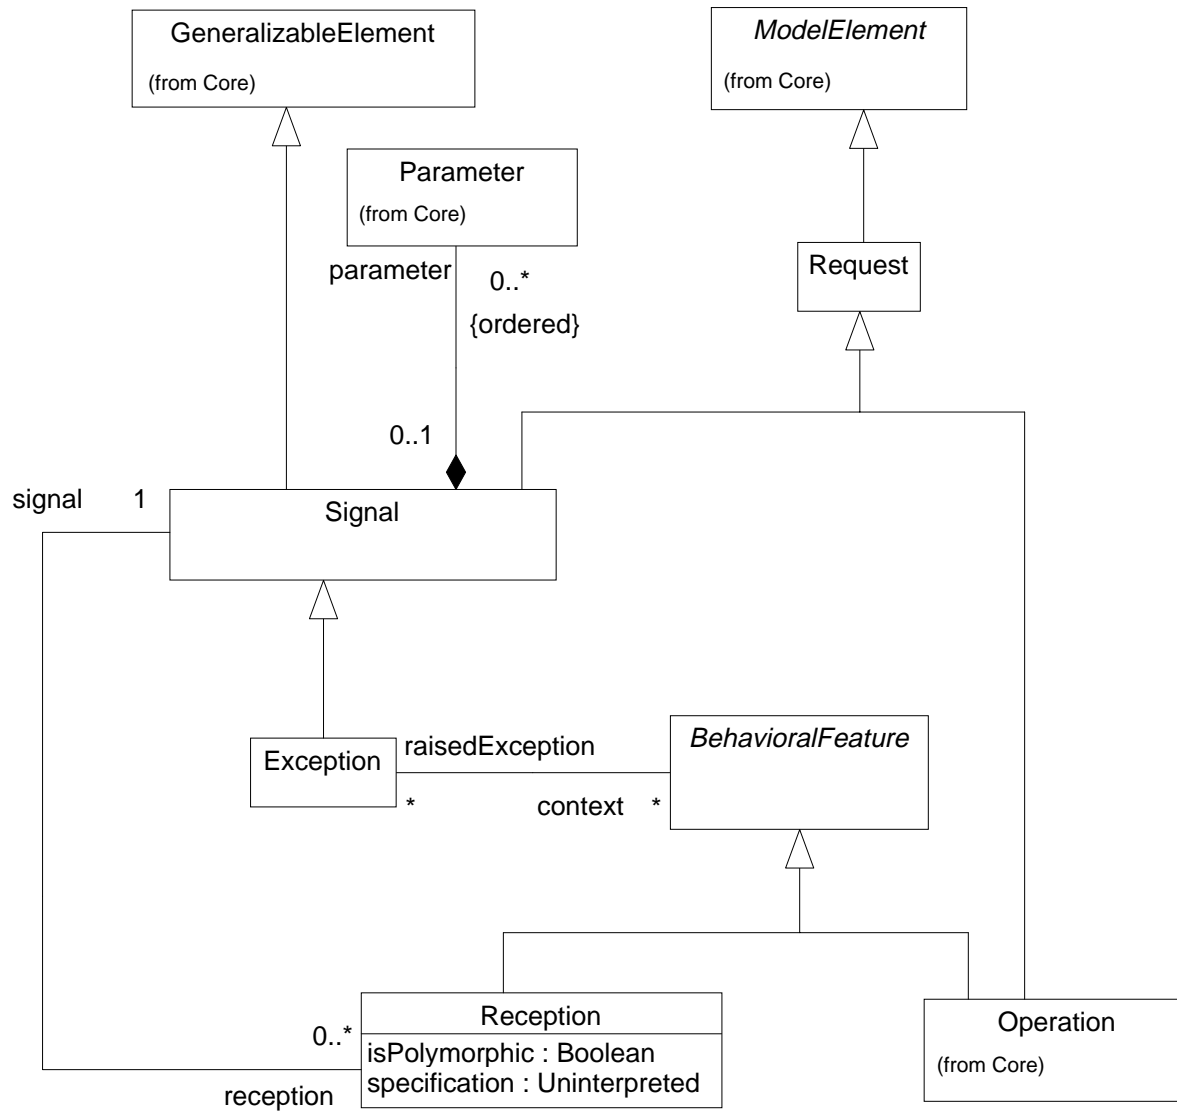 GeneralizableElement
(from Core)
ModelElement
(from Core)
Parameter
(from Core)
parameter
0..*
{ordered}
Request
0..1
signal
1
Signal
Exception
raisedException
*
context
*
BehavioralFeature
Reception
isPolymorphic : Boolean
specification : Uninterpreted
0..*
reception
Operation
(from Core)